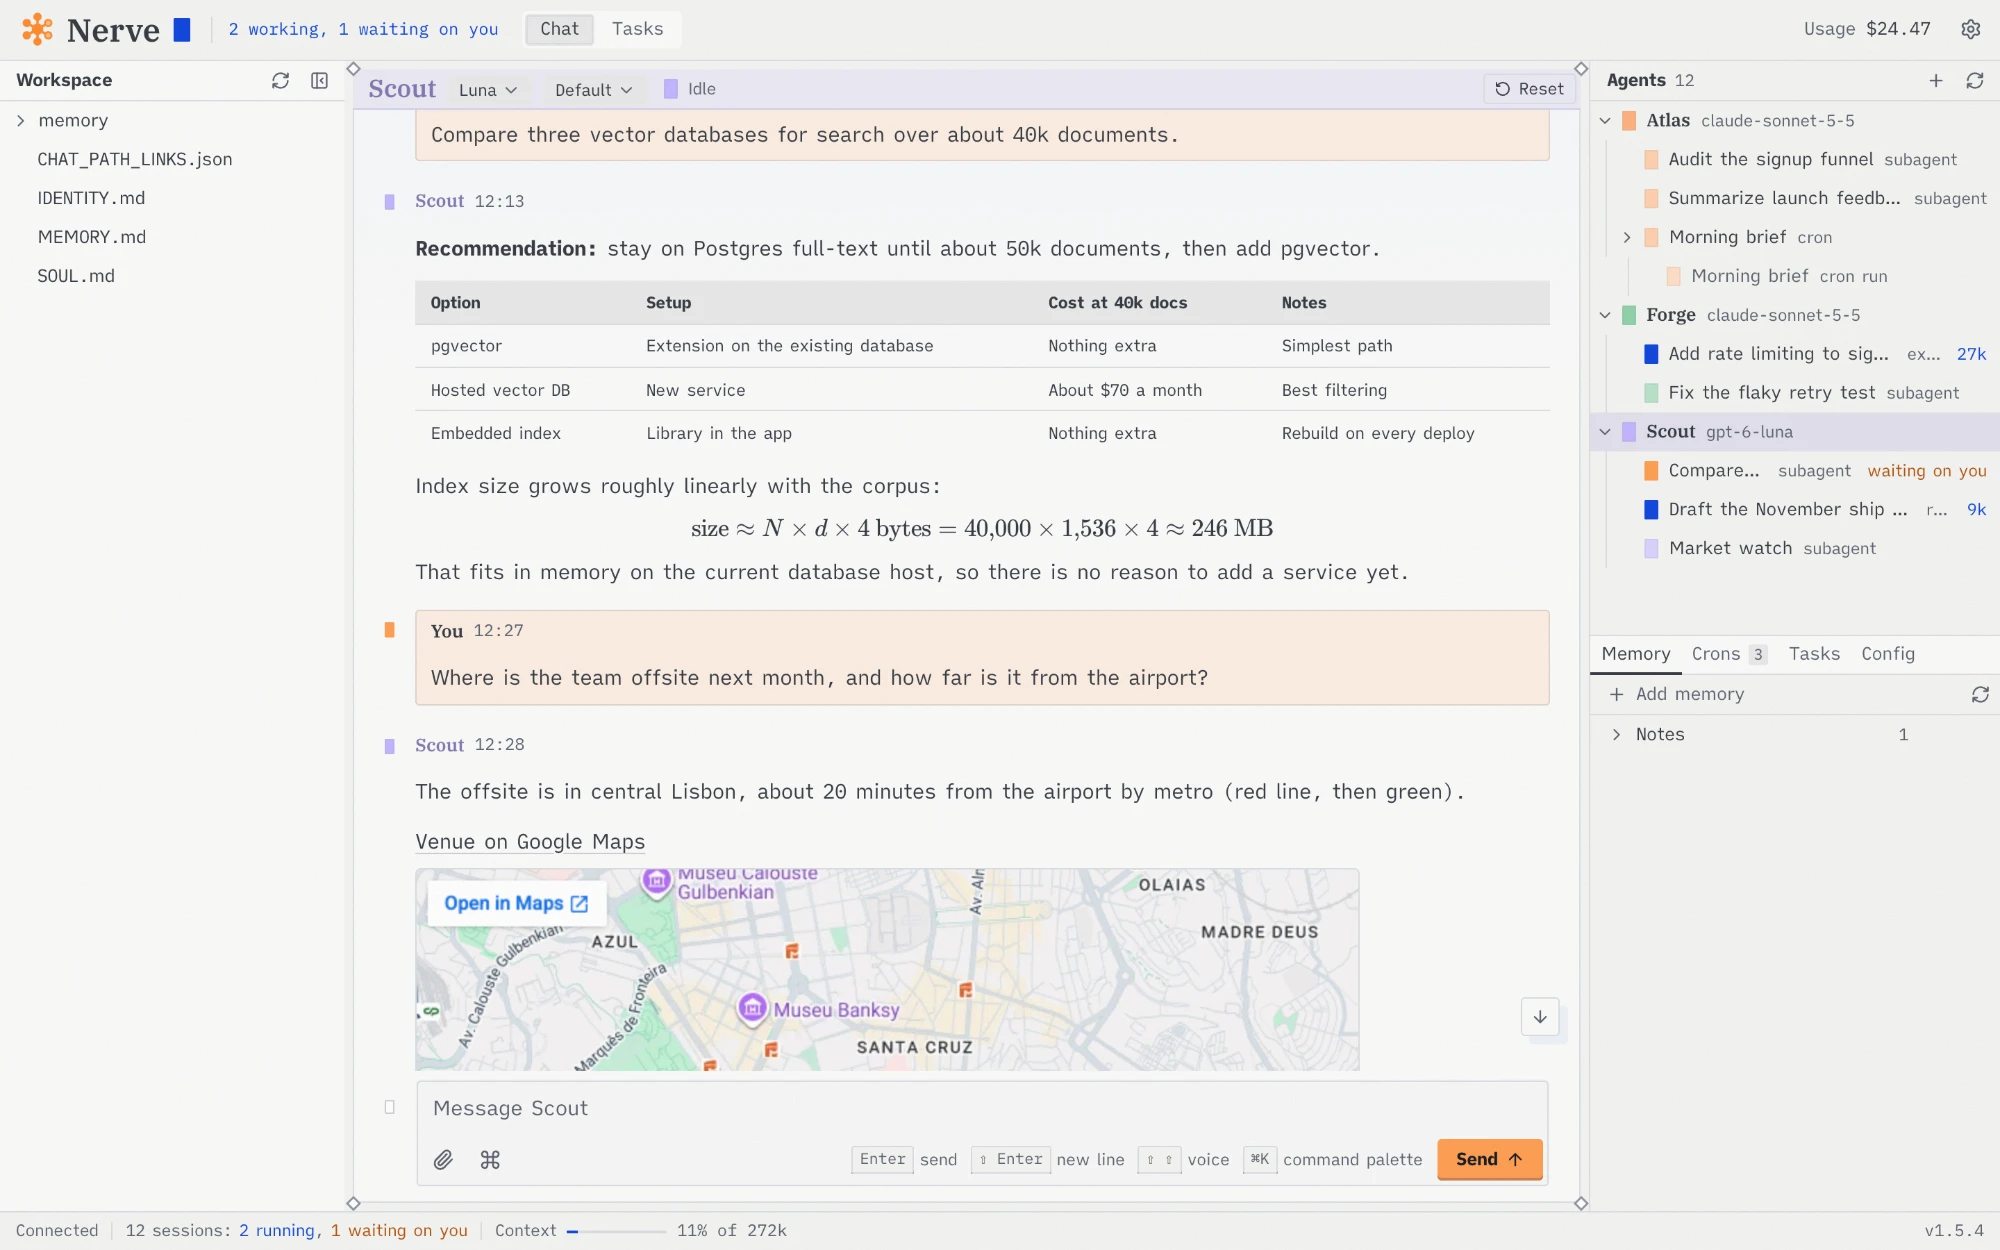 Nerve
2 working, 1 waiting on you
Chat
Tasks
Usage $24.47
Workspace
memory
CHAT_PATH_LINKS.json
IDENTITY.md
MEMORY.md
SOUL.md
Scout
Luna
Default
Idle
Reset
Compare three vector databases for search over about 40k documents.
Scout 12:13
Recommendation: stay on Postgres full-text until about 50k documents, then add pgvector.
Option Setup Cost at 40k docs Notes
pgvector Extension on the existing database Nothing extra Simplest path
Hosted vector DB New service About $70 a month Best filtering
Embedded index Library in the app Nothing extra Rebuild on every deploy
Index size grows roughly linearly with the corpus:
size ≈ N × d × 4 bytes = 40,000 × 1,536 × 4 ≈ 246 MB
That fits in memory on the current database host, so there is no reason to add a service yet.
You 12:27
Where is the team offsite next month, and how far is it from the airport?
Scout 12:28
The offsite is in central Lisbon, about 20 minutes from the airport by metro (red line, then green).
Venue on Google Maps
Open in Maps
Museu Calouste
Gulbenkian
AZUL
Av. Calouste Gulbenkian
Marquês de Fronteira
Museu Banksy
SANTA CRUZ
OLAIAS
MADRE DEUS
Message Scout
Enter send
⇧ Enter new line
⇧ ⇧ voice
⌘K command palette
Send
Agents 12
Atlas claude-sonnet-5-5
Audit the signup funnel subagent
Summarize launch feedb... subagent
Morning brief cron
Morning brief cron run
Forge claude-sonnet-5-5
Add rate limiting to sig... ex... 27k
Fix the flaky retry test subagent
Scout gpt-6-luna
Compare... subagent waiting on you
Draft the November ship ... r... 9k
Market watch subagent
Memory
Crons 3
Tasks
Config
+ Add memory
Notes 1
Connected
12 sessions: 2 running, 1 waiting on you
Context 11% of 272k
v1.5.4